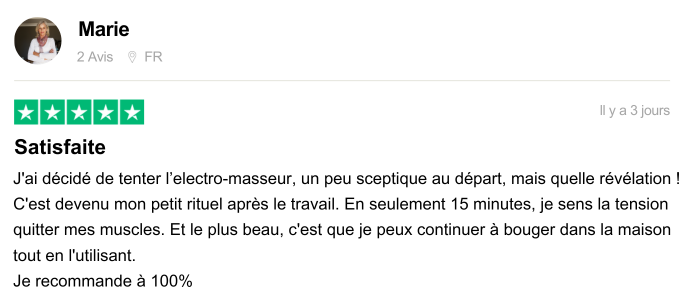 Marie
2 Avis FR
Il y a 3 jours
Satisfaite
J'ai décidé de tenter l’electro-masseur, un peu sceptique au départ, mais quelle révélation !
C'est devenu mon petit rituel après le travail. En seulement 15 minutes, je sens la tension
quitter mes muscles. Et le plus beau, c'est que je peux continuer à bouger dans la maison
tout en l'utilisant.
Je recommande à 100%